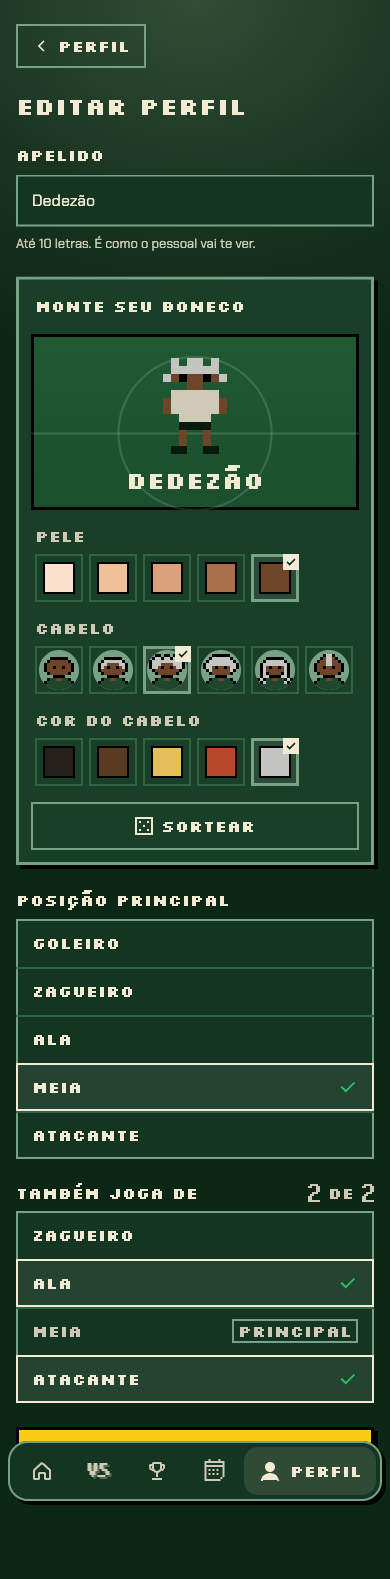 PERFIL
EDITAR PERFIL
APELIDO
Dedezão
Até 10 letras. É como o pessoal vai te ver.
MONTE SEU BONECO
DEDEZÃO
PELE
CABELO
COR DO CABELO
SORTEAR
POSIÇÃO PRINCIPAL
GOLEIRO
ZAGUEIRO
ALA
MEIA
ATACANTE
TAMBÉM JOGA DE 2 DE 2
ZAGUEIRO
ALA
MEIA PRINCIPAL
ATACANTE
VS PERFIL